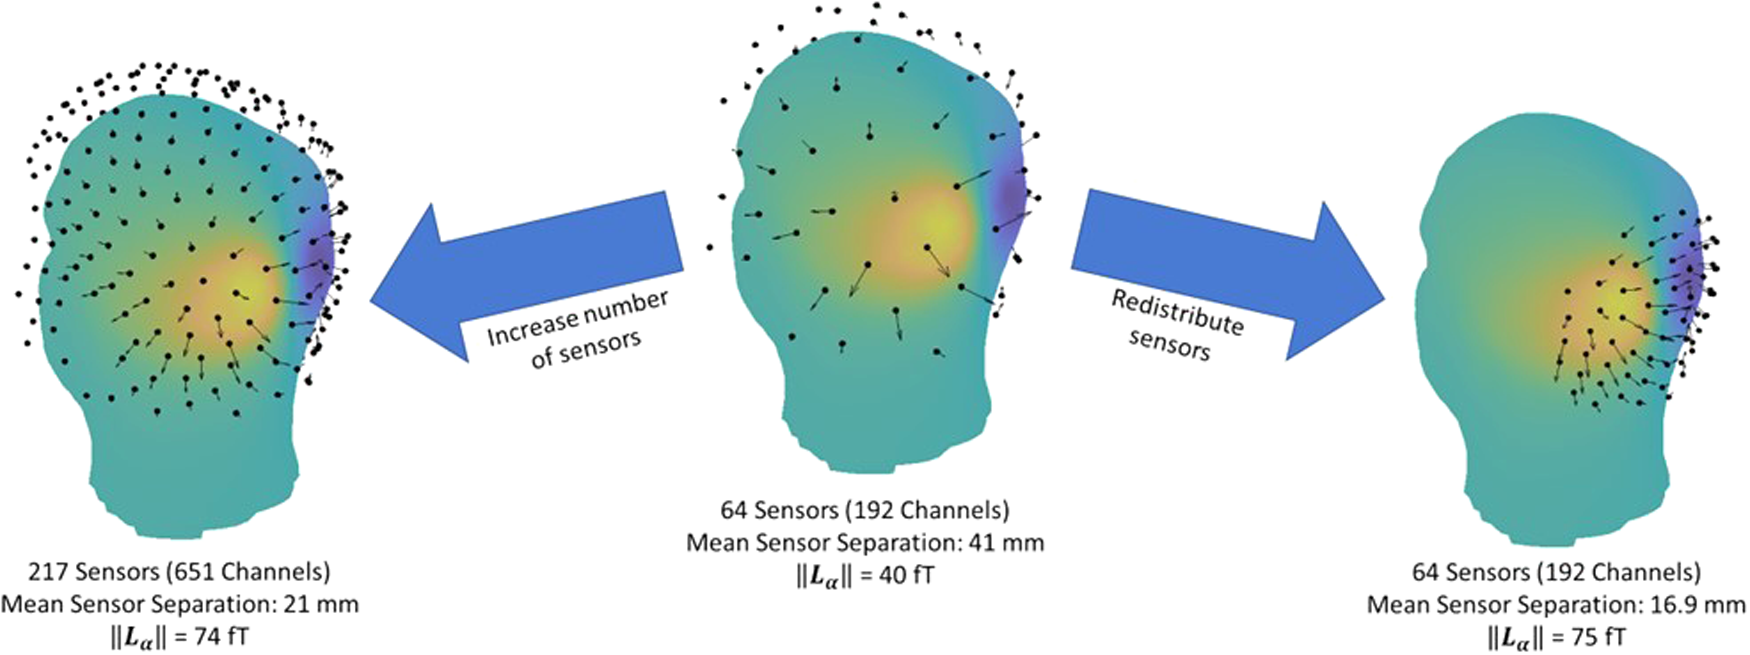 Increase number
of sensors
Redistribute
sensors
64 Sensors (192 Channels)
Mean Sensor Separation: 41 mm
‖Lα‖ = 40 fT
217 Sensors (651 Channels)
Mean Sensor Separation: 21 mm
‖Lα‖ = 74 fT
64 Sensors (192 Channels)
Mean Sensor Separation: 16.9 mm
‖Lα‖ = 75 fT